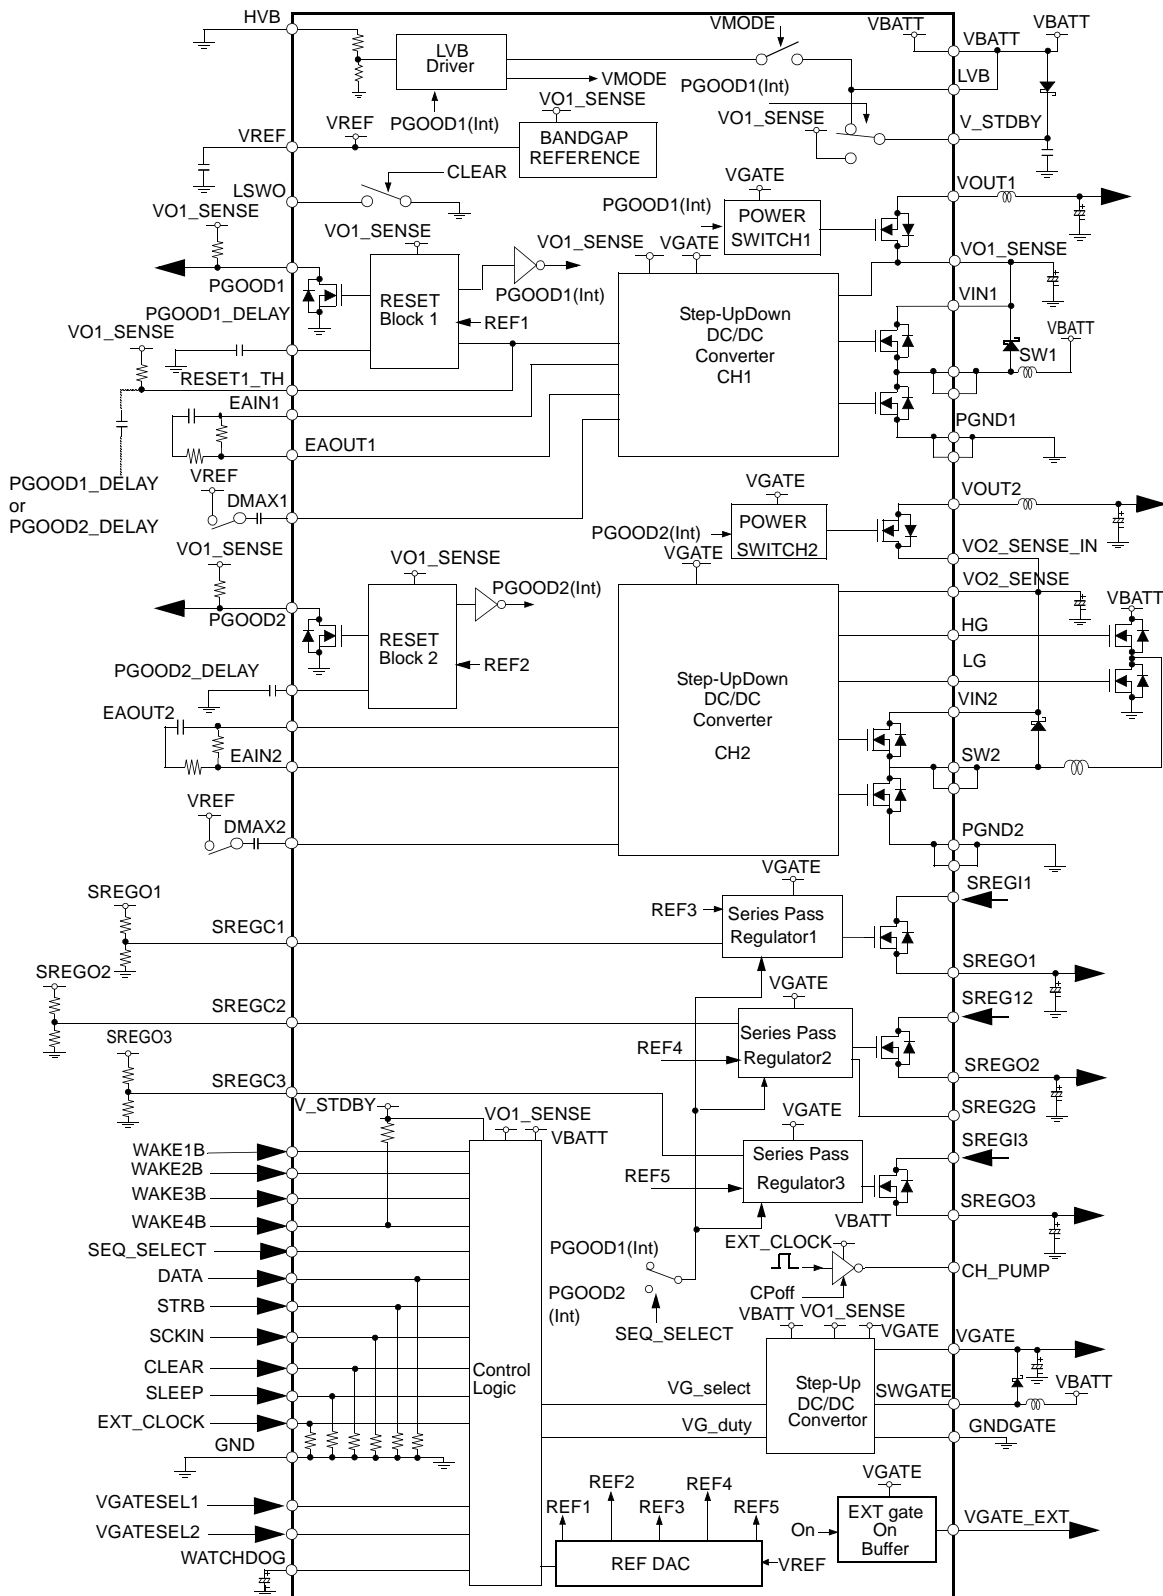 HVB
VMODE
VBATT
VBATT
VBATT
LVB
Driver
VMODE
PGOOD1(Int)
LVB
PGOOD1(Int)
VO1_SENSE
VO1_SENSE
V_STDBY
VREF
VREF
BANDGAP
REFERENCE
CLEAR
LSWO
VGATE
VOUT1
VO1_SENSE
PGOOD1(Int)
POWER
SWITCH1
VO1_SENSE
VO1_SENSE
VGATE
VO1_SENSE
PGOOD1
RESET
Block 1
PGOOD1(Int)
VIN1
PGOOD1_DELAY
REF1
Step-UpDown
DC/DC
Converter
CH1
VBATT
VO1_SENSE
SW1
RESET1_TH
EAIN1
PGND1
EAOUT1
PGOOD1_DELAY
or
PGOOD2_DELAY
VREF
DMAX1
VGATE
VOUT2
PGOOD2(Int)
POWER
SWITCH2
VO1_SENSE
VO1_SENSE
VGATE
VO2_SENSE_IN
VO2_SENSE
PGOOD2(Int)
VBATT
PGOOD2
HG
RESET
Block 2
REF2
LG
PGOOD2_DELAY
Step-UpDown
DC/DC
Converter
CH2
VIN2
EAOUT2
EAIN2
SW2
VREF
DMAX2
PGND2
VGATE
SREGI1
SREGO1
REF3
Series Pass
Regulator1
SREGC1
SREGO1
SREGO2
VGATE
SREG12
SREGC2
Series Pass
Regulator2
REF4
SREGO3
SREGO2
SREGC3
SREG2G
V_STDBY
VO1_SENSE
VBATT
VGATE
SREGI3
WAKE1B
WAKE2B
WAKE3B
WAKE4B
Series Pass
Regulator3
REF5
SREGO3
VBATT
SEQ_SELECT
PGOOD1(Int)
EXT_CLOCK
DATA
CH_PUMP
PGOOD2
(Int)
CPoff
STRB
SEQ_SELECT
VBATT
VO1_SENSE
VGATE
VGATE
SCKIN
CLEAR
Control
Logic
SLEEP
VG_select
Step-Up
DC/DC
Convertor
SWGATE
VBATT
EXT_CLOCK
VG_duty
GNDGATE
GND
VGATE
REF2
REF4
REF1
REF3
REF5
VGATESEL1
EXT gate
On
Buffer
VGATE_EXT
On
VGATESEL2
WATCHDOG
REF DAC
VREF